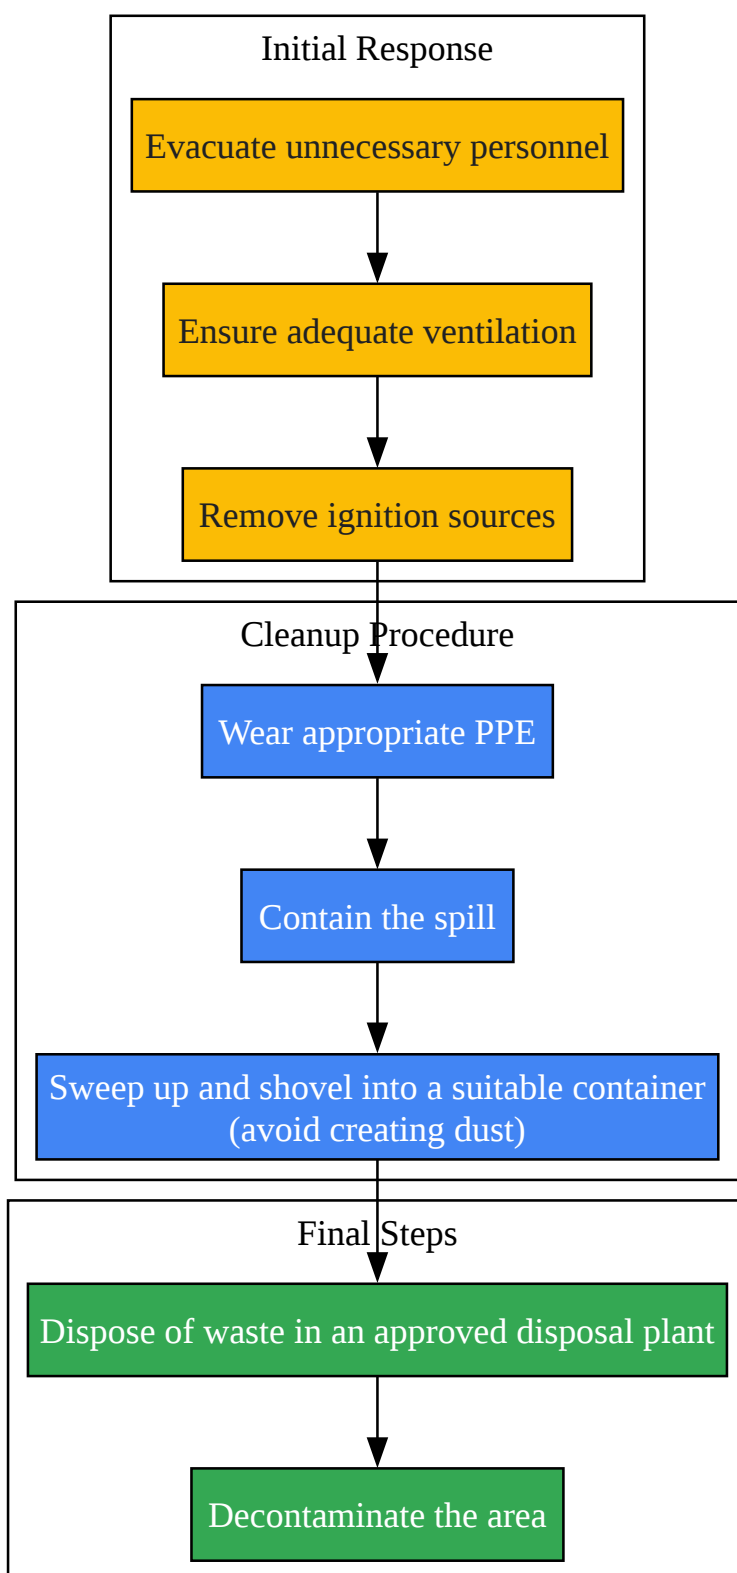 Initial Response
Evacuate unnecessary personnel
Ensure adequate ventilation
Remove ignition sources
Cleanup Procedure
Wear appropriate PPE
Contain the spill
Sweep up and shovel into a suitable container
(avoid creating dust)
Final Steps
Dispose of waste in an approved disposal plant
Decontaminate the area